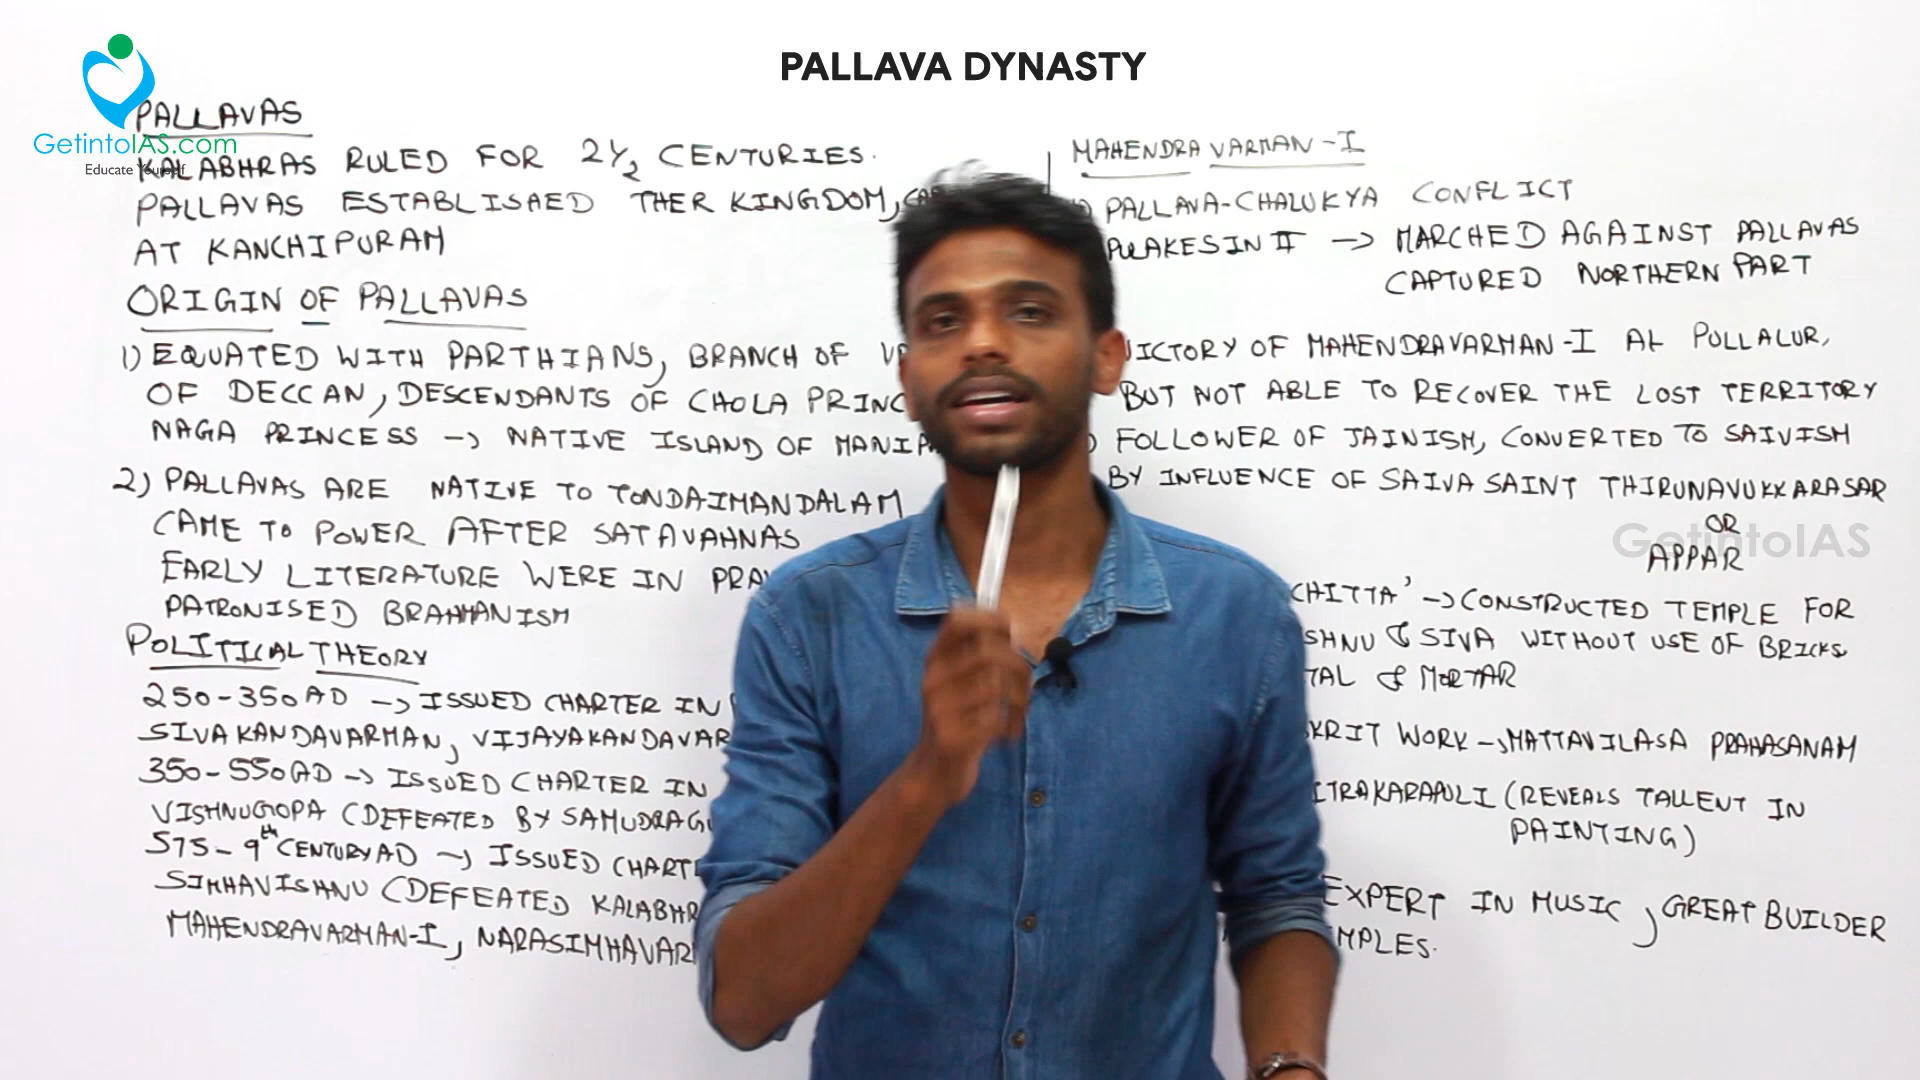 PALLAVA DYNASTY
GetintoIAS.com
Educate Yourself
PALLAVAS
KALABHRAS RULED FOR 2½ CENTURIES.
PALLAVAS ESTABLISHED THER KINGDOM,
AT KANCHIPURAM
ORIGIN OF PALLAVAS
1) EQUATED WITH PARTHIANS, BRANCH OF
OF DECCAN, DESCENDANTS OF CHOLA PRINC
NAGA PRINCESS -> NATIVE ISLAND OF
2) PALLAVAS ARE NATIVE TO TONDAIMANDALAM
CAME TO POWER AFTER SATAVAHNAS
EARLY LITERATURE WERE IN
PATRONISED BRAHMANISM
POLITICAL THEORY
250-350 AD -> ISSUED CHARTER IN
SIVAKANDAVARMAN, VIJAYAKANDAVAR
350-550 AD -> ISSUED CHARTER IN
VISHNUGOPA (DEFEATED BY SAMUDRAGU
575-9th CENTURY AD -> ISSUED CHARTE
SIMHAVISHNU (DEFEATED KALABHR
MAHENDRAVARMAN-I, NARASIMHAVAR
MAHENDRA VARMAN-I
PALLAVA-CHALUKYA CONFLICT
PULAKESIN II -> MARCHED AGAINST PALLAVAS
CAPTURED NORTHERN PART
VICTORY OF MAHENDRAVARMAN-I At PULLALUR,
BUT NOT ABLE TO RECOVER THE LOST TERRITORY
FOLLOWER OF JAINISM, CONVERTED TO SAIVISM
BY INFLUENCE OF SAIVA SAINT THIRUNAVUKKARASAR
OR
APPAR
GetintoIAS
CHITTA' -> CONSTRUCTED TEMPLE FOR
SHNU & SIVA WITHOUT USE OF BRICKS
TAL & MORTAR
KRIT WORK -> MATTAVILASA PRAHASANAM
ITRAKARAPULI (REVEALS TALLENT IN
PAINTING)
EXPERT IN MUSIC, GREAT BUILDER
MPLES.